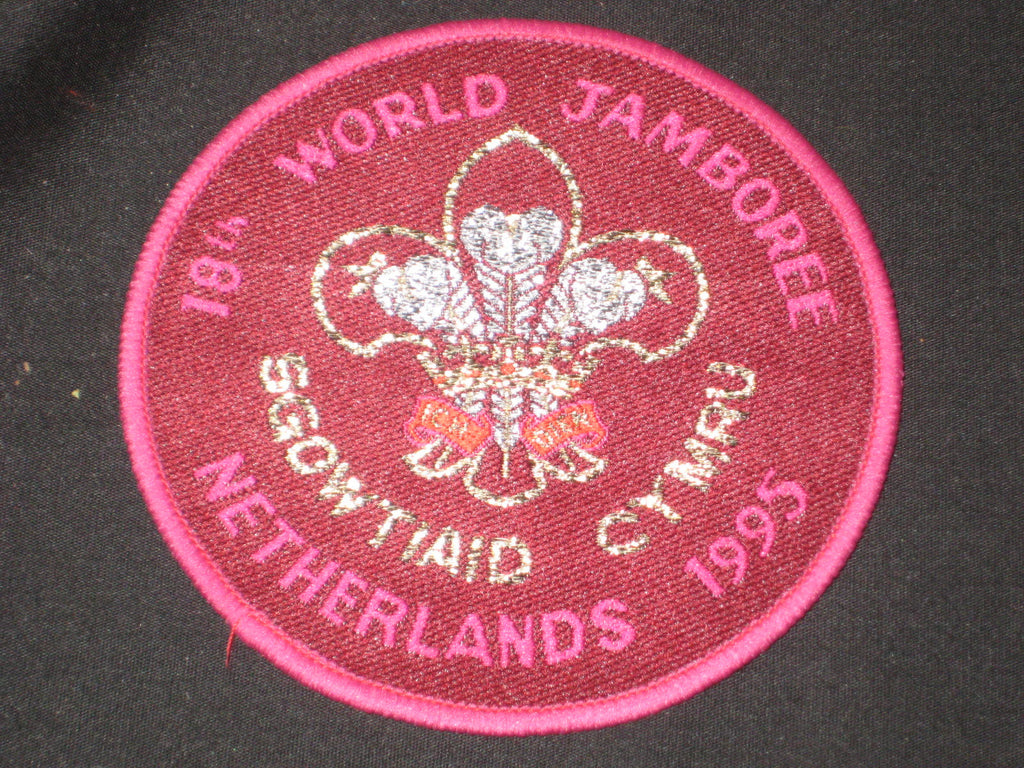 18th WORLD JAMBOREE
SGOWTIAID CYMRU
NETHERLANDS 1995